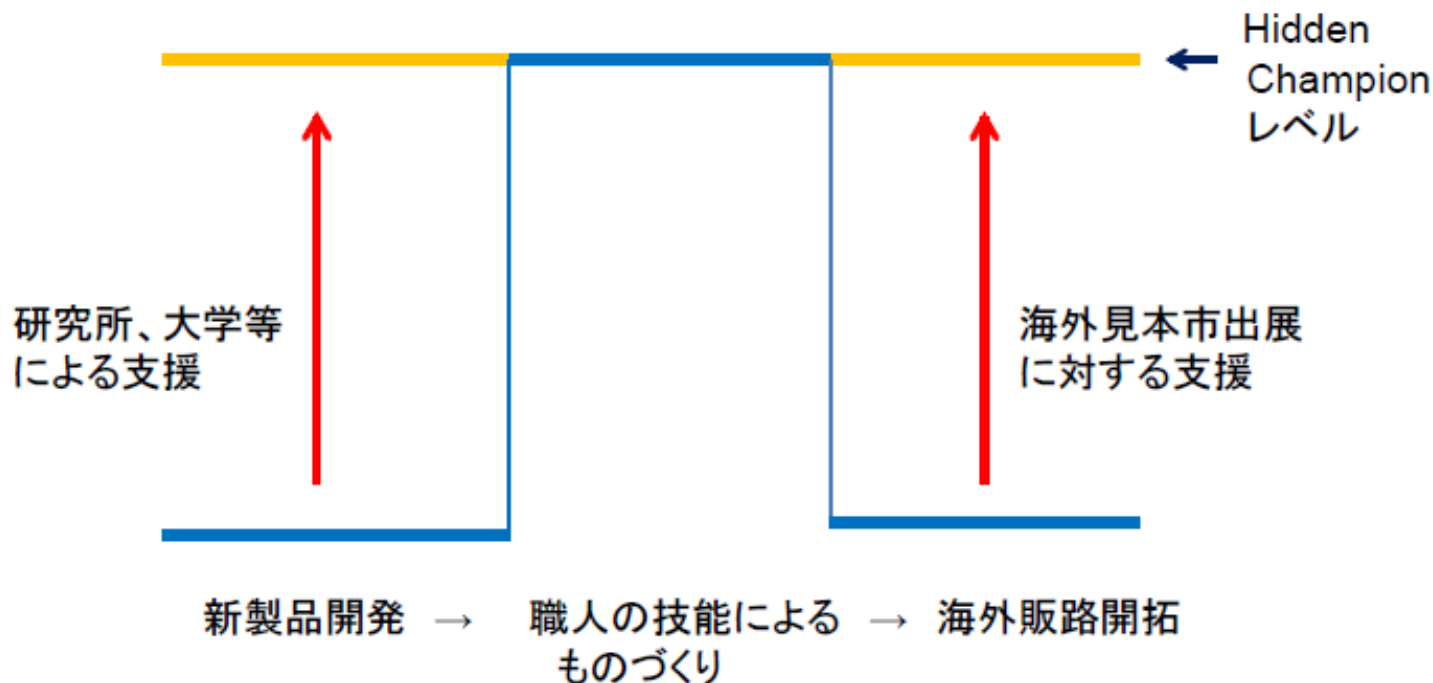 Hidden
Champion
レベル
研究所、大学等
による支援
海外見本市出展
に対する支援
新製品開発 → 職人の技能による → 海外販路開拓
ものづくり